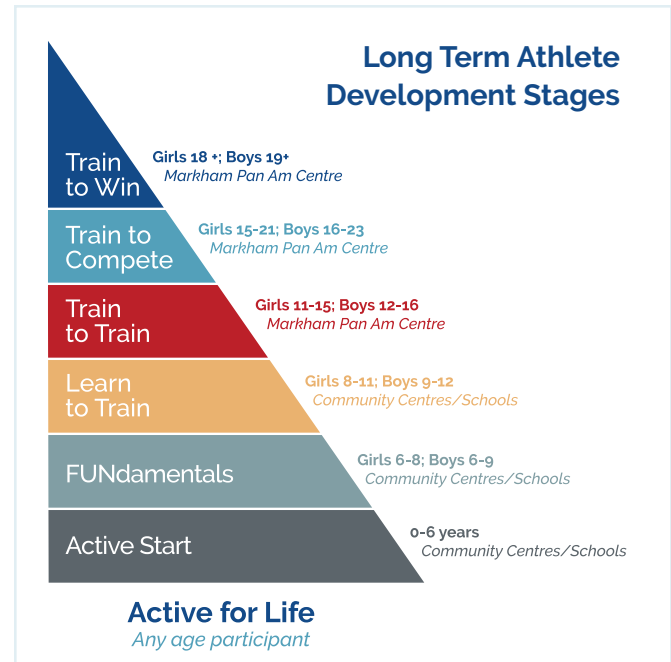 Long Term Athlete
Development Stages
Train
to Win
Girls 18 +; Boys 19+
Markham Pan Am Centre
Train to
Compete
Girls 15-21; Boys 16-23
Markham Pan Am Centre
Train
to Train
Girls 11-15; Boys 12-16
Markham Pan Am Centre
Learn
to Train
Girls 8-11; Boys 9-12
Community Centres/Schools
FUNdamentals
Girls 6-8; Boys 6-9
Community Centres/Schools
Active Start
0-6 years
Community Centres/Schools
Active for Life
Any age participant